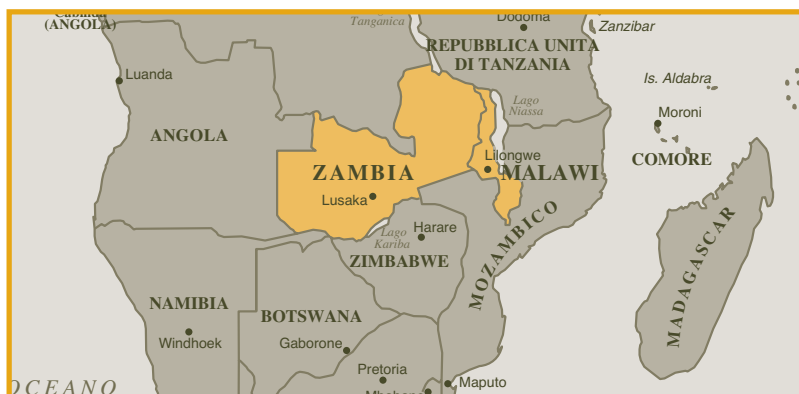 Cabinda
(ANGOLA)
Tanganica
Dodoma
Zanzibar
REPUBBLICA UNITA
DI TANZANIA
Luanda
Is. Aldabra
Lago
Niassa
Moroni
ANGOLA
COMORE
Lilongwe
ZAMBIA
MALAWI
Lusaka
Lago
Kariba
Harare
ZIMBABWE
MOZAMBICO
MADAGASCAR
NAMIBIA
BOTSWANA
Windhoek
Gaborone
Pretoria
Maputo
OCEANO